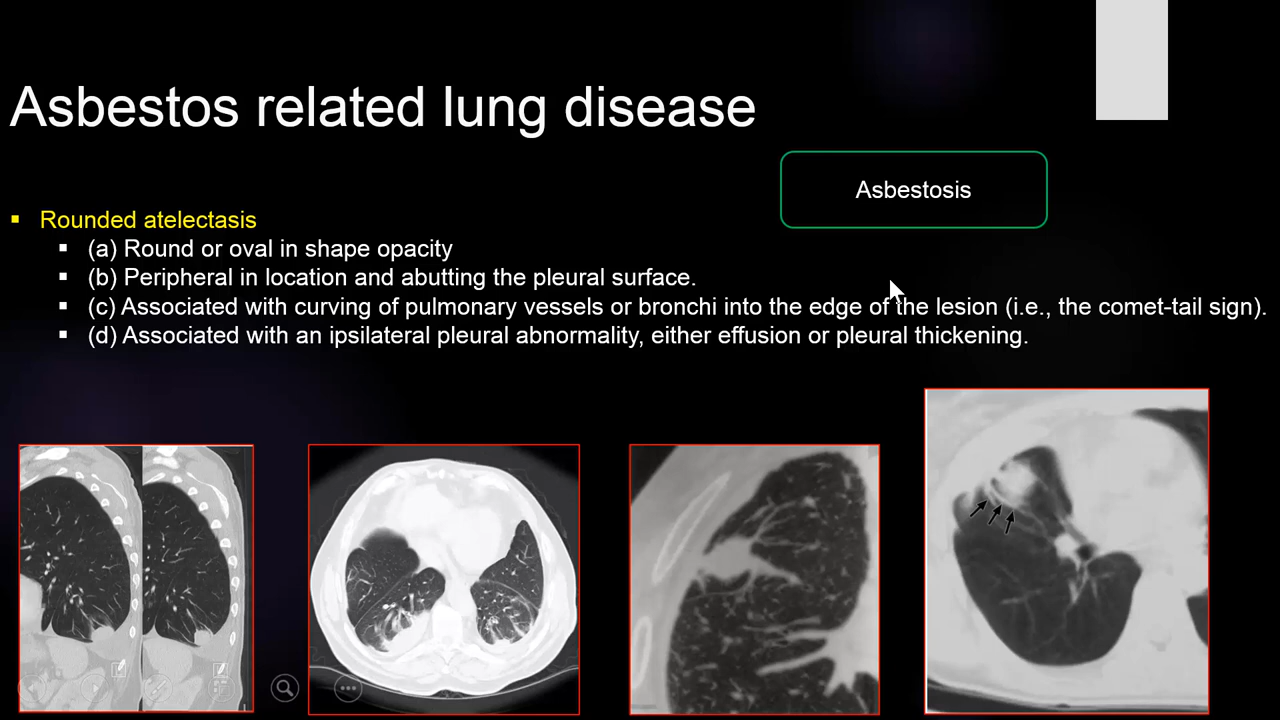 Asbestos related lung disease
Asbestosis
Rounded atelectasis
(a) Round or oval in shape opacity
(b) Peripheral in location and abutting the pleural surface.
(c) Associated with curving of pulmonary vessels or bronchi into the edge of the lesion (i.e., the comet-tail sign).
(d) Associated with an ipsilateral pleural abnormality, either effusion or pleural thickening.